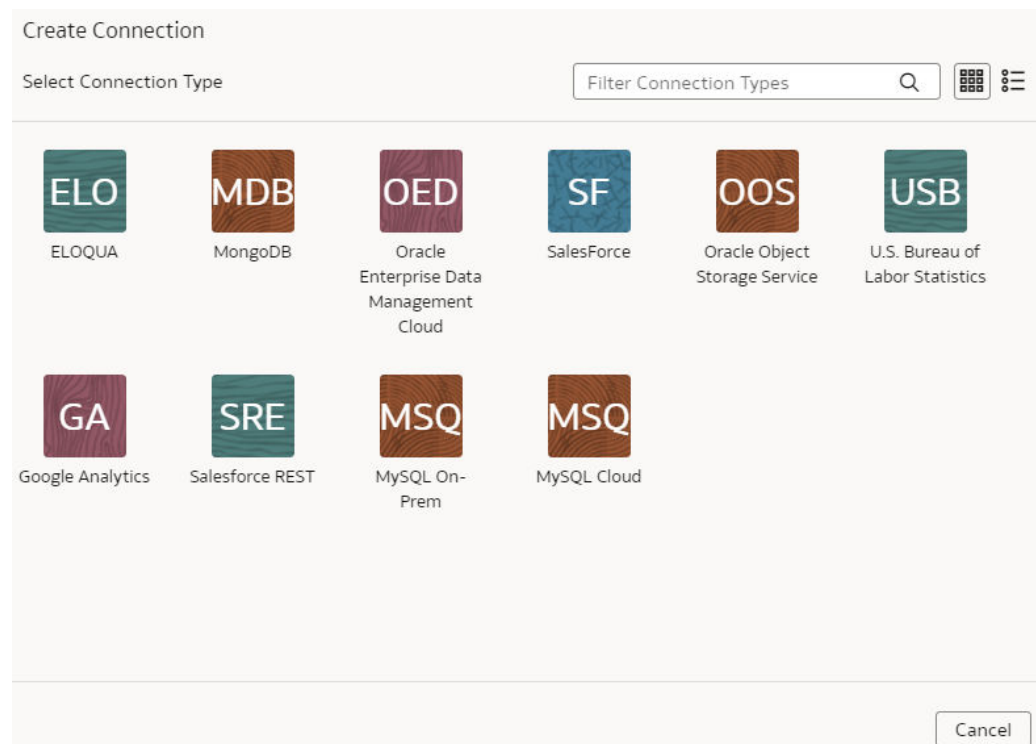 Create Connection
Select Connection Type
Filter Connection Types
ELO
MDB
OED
SF
OOS
USB
ELOQUA
MongoDB
Oracle
Enterprise Data
Management
Cloud
SalesForce
Oracle Object
Storage Service
U.S. Bureau of
Labor Statistics
GA
SRE
MSQ
MSQ
Google Analytics
Salesforce REST
MySQL On-
Prem
MySQL Cloud
Cancel